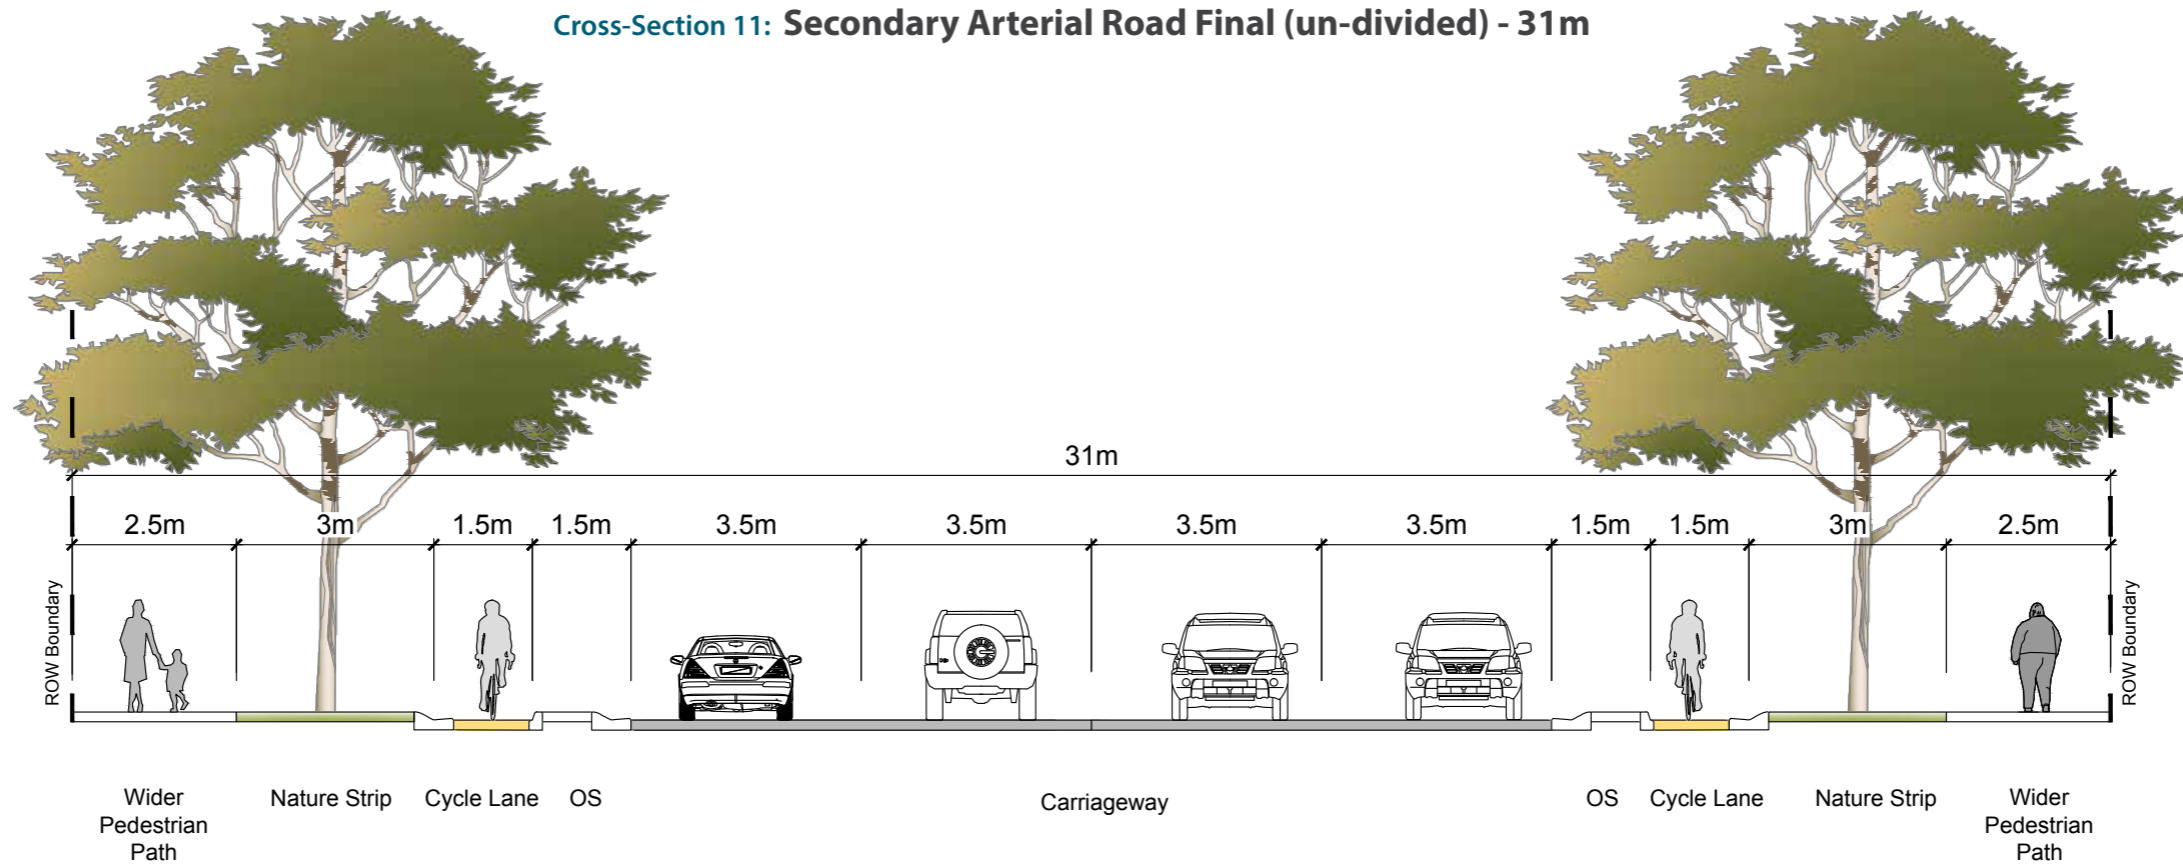 Cross-Section 11: Secondary Arterial Road Final (un-divided) - 31m
31m
2.5m 3m 1.5m 1.5m 3.5m 3.5m 3.5m 3.5m 1.5m 1.5m 3m 2.5m
ROW Boundary
ROW Boundary
Wider
Pedestrian
Path
Nature Strip
Cycle Lane
OS
Carriageway
OS
Cycle Lane
Nature Strip
Wider
Pedestrian
Path